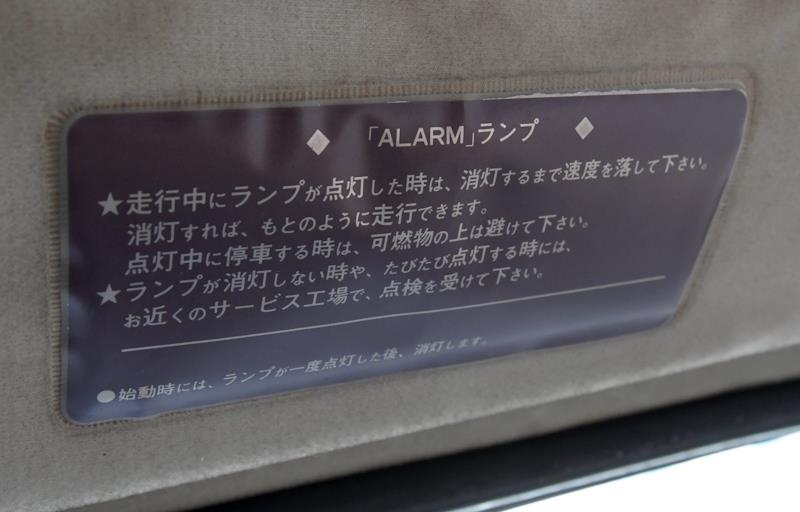 ◆ 「ALARM」ランプ ◆
★走行中にランプが点灯した時は、消灯するまで速度を落して下さい。
消灯すれば、もとのように走行できます。
点灯中に停車する時は、可燃物の上は避けて下さい。
★ランプが消灯しない時や、たびたび点灯する時には、
お近くのサービス工場で、点検を受けて下さい。
●始動時には、ランプが一度点灯した後、消灯します。